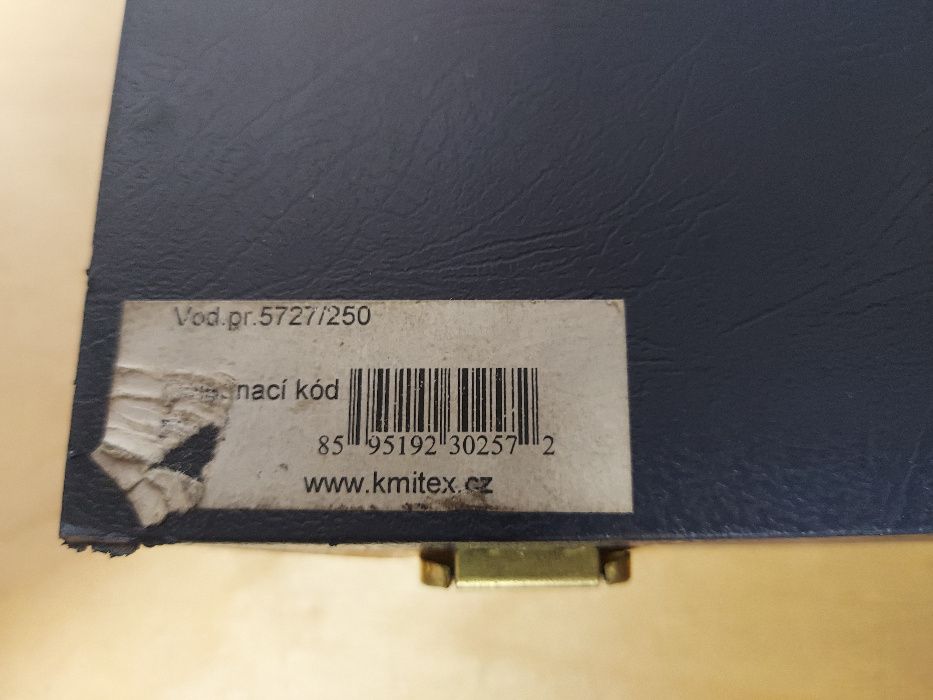 Vod.pr.5727/250
nací kód
85 95192 30257 2
www.kmitex.cz